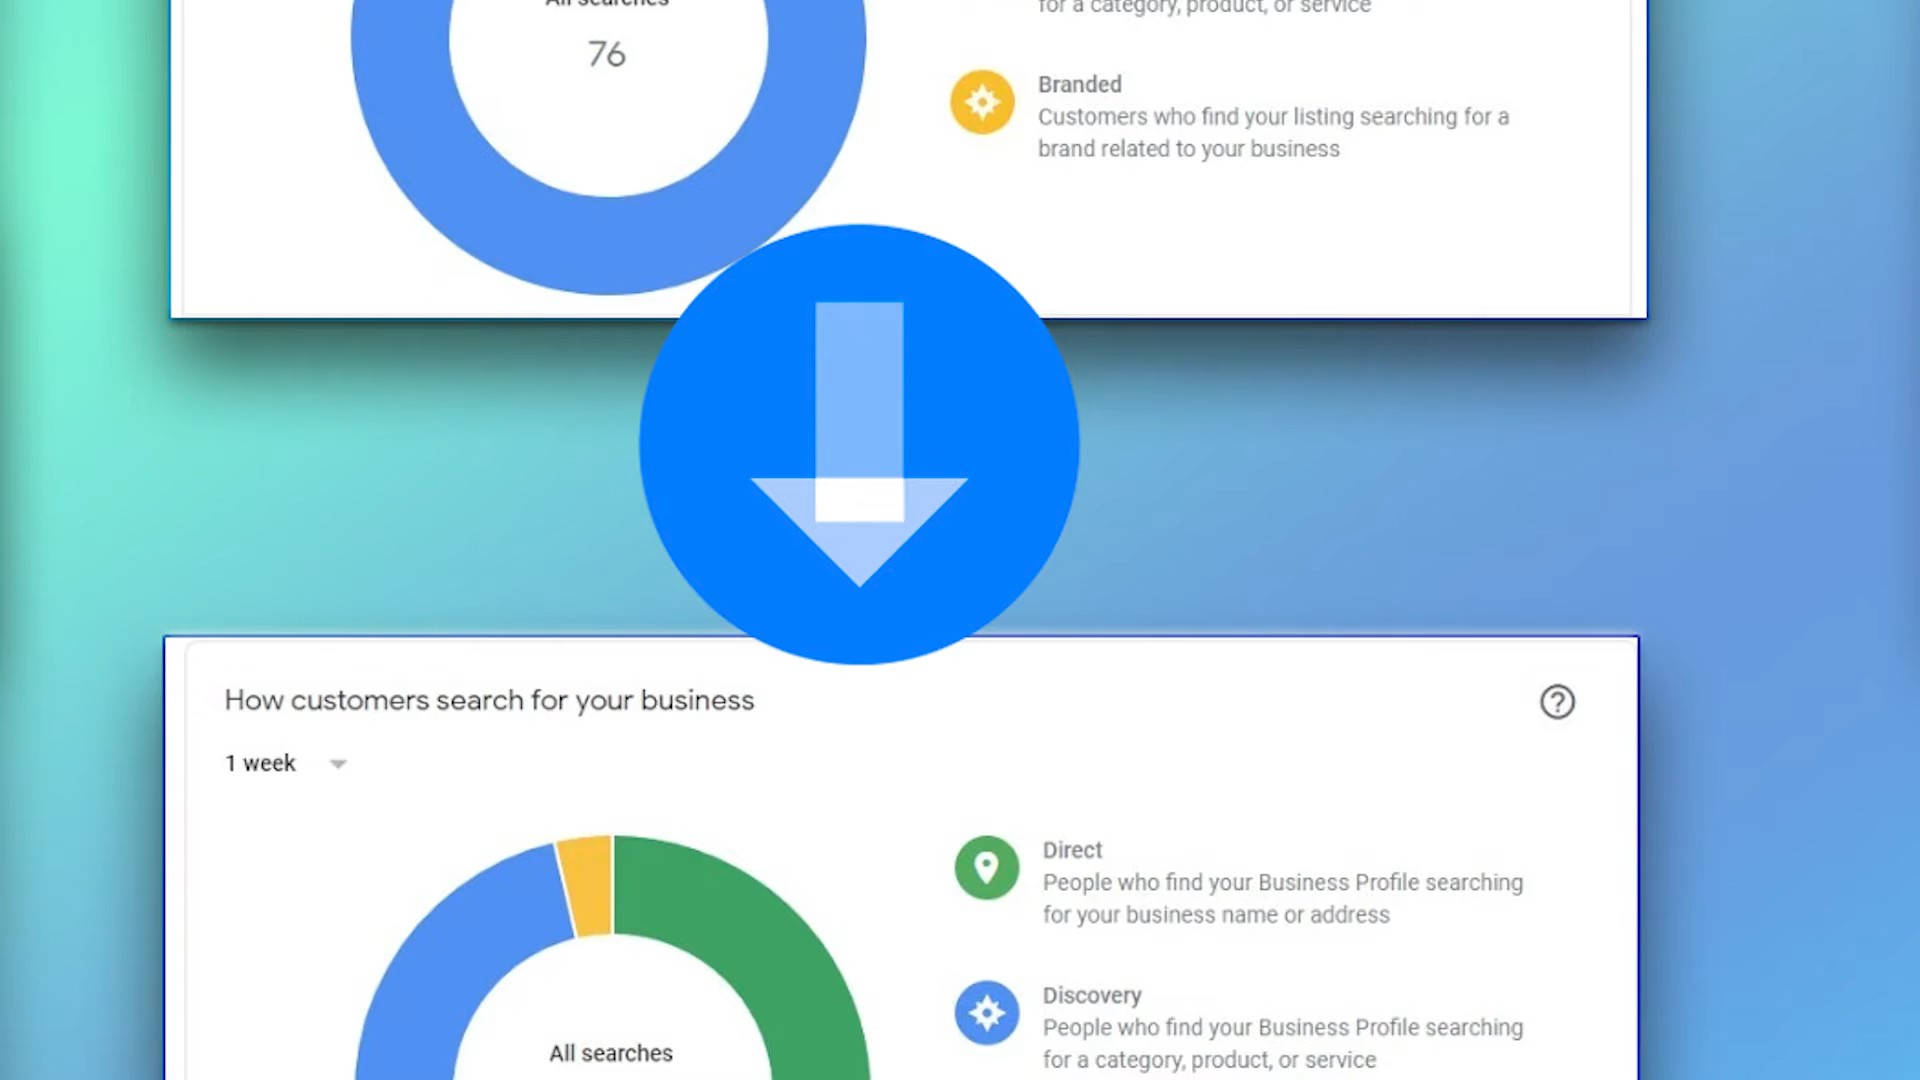 All searches
for a category, product, or service
76
Branded
Customers who find your listing searching for a
brand related to your business
How customers search for your business
?
1 week
Direct
People who find your Business Profile searching
for your business name or address
Discovery
People who find your Business Profile searching
for a category, product, or service
All searches